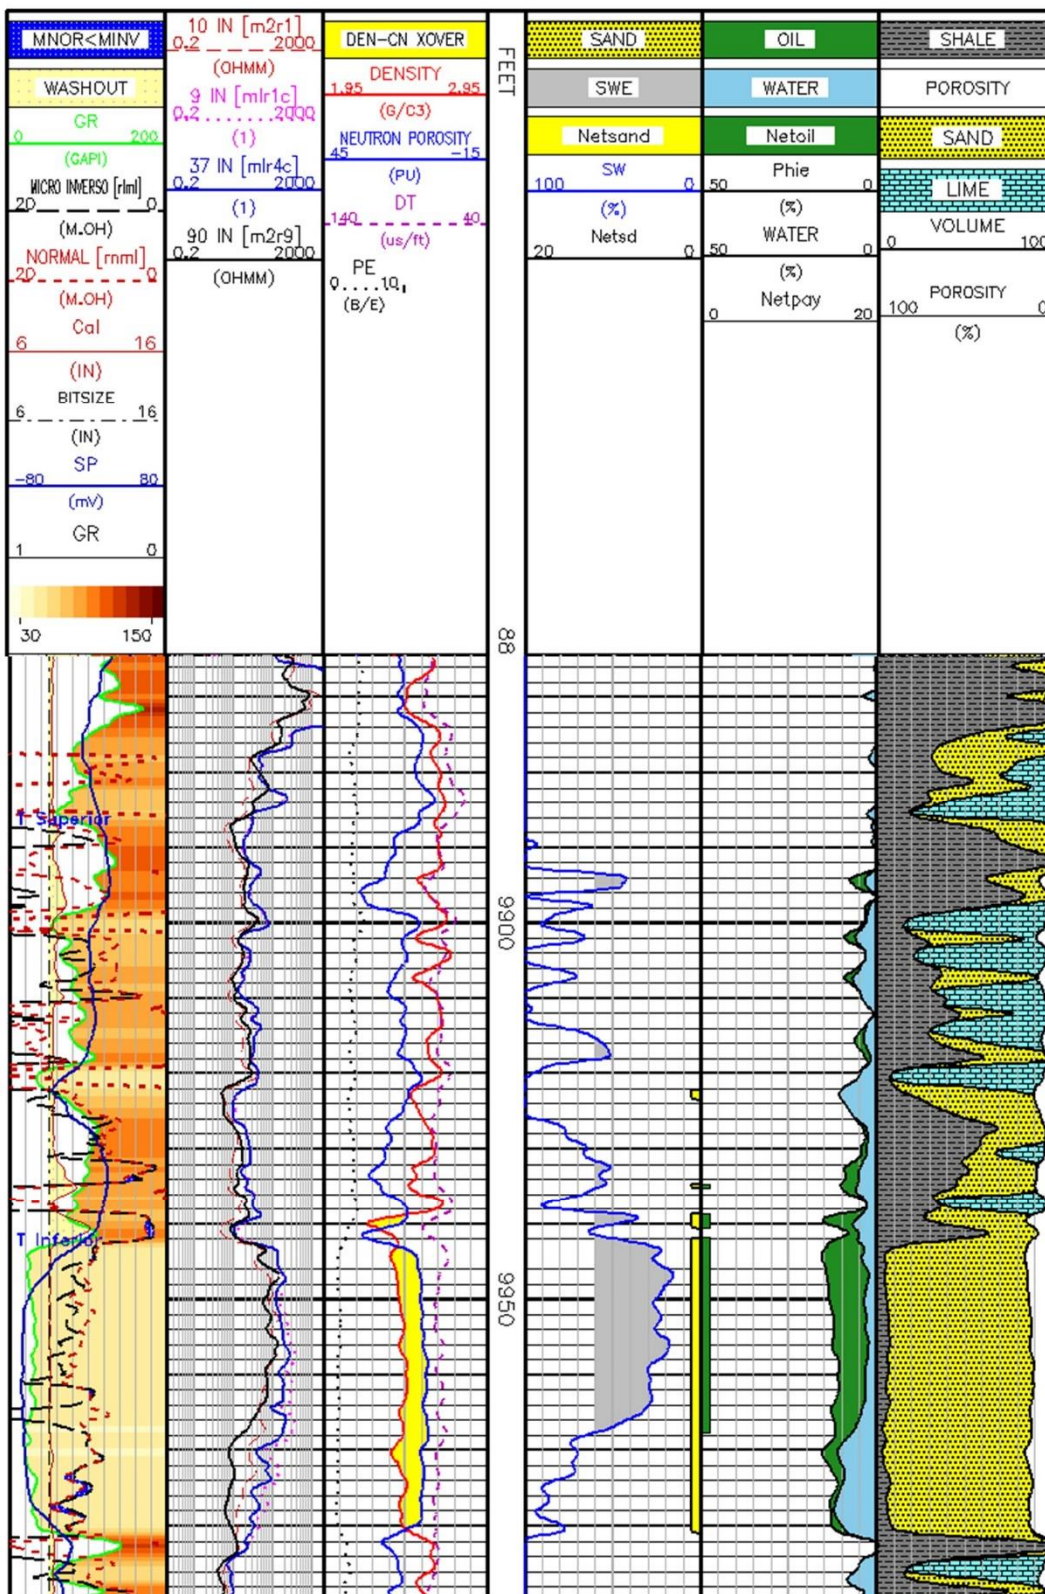 MNOR<MINV
WASHOUT
GR
0 200
(GAPI)
MICRO INVERSO [rlml]
20 0
(M.OH)
NORMAL [rnml]
20 0
(M.OH)
Cal
6 16
(IN)
BITSIZE
6 16
(IN)
SP
-80 80
(mV)
GR
1 0
30 150
10 IN [m2r1]
0.2 2000
(OHMM)
9 IN [mlr1c]
0.2 2000
(1)
37 IN [mlr4c]
0.2 2000
(1)
90 IN [m2r9]
0.2 2000
(OHMM)
DEN-CN XOVER
DENSITY
1.95 2.95
(G/C3)
NEUTRON POROSITY
45 -15
(PU)
DT
140 40
(us/ft)
PE
0 10
(B/E)
FEET
88
SAND
SWE
Netsand
SW
100 0
(%)
Netsd
20 0
OIL
WATER
Netoil
Phie
50 0
(%)
WATER
50 0
(%)
Netpay
0 20
SHALE
POROSITY
SAND
LIME
VOLUME
0 100
POROSITY
100 0
(%)
T Superior
9900
T Inferior
9950